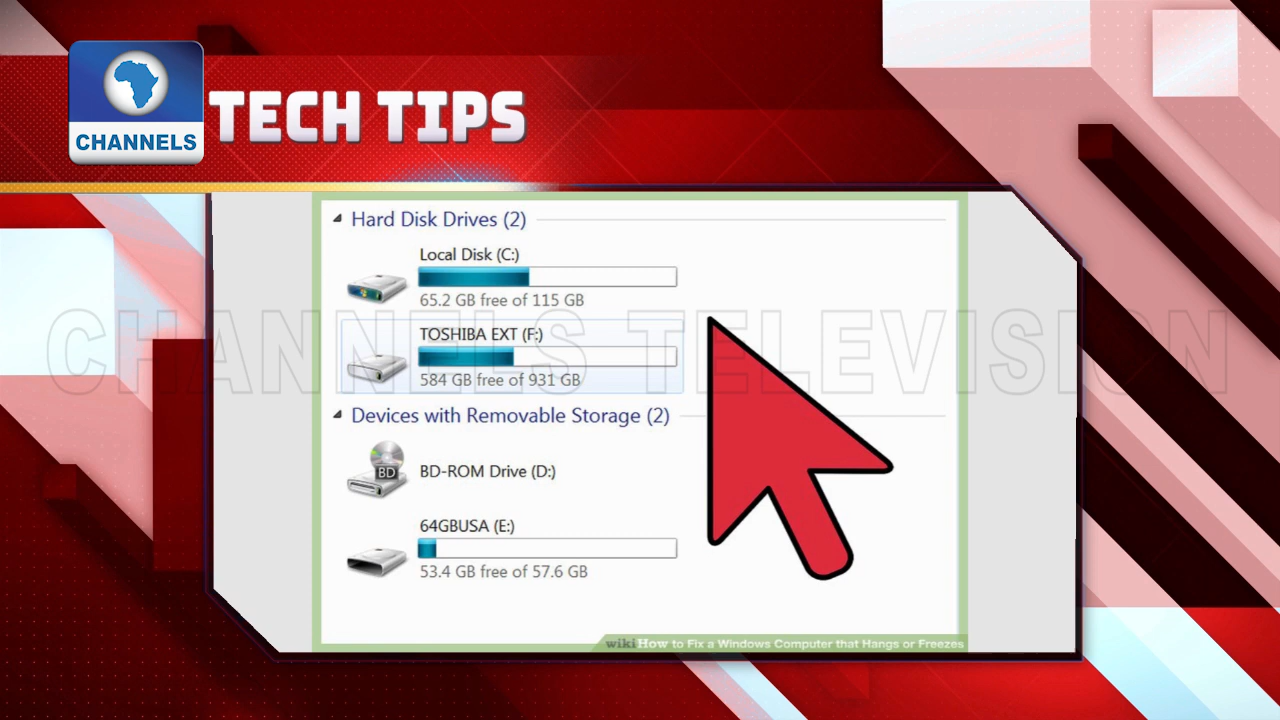 CHANNELS
TECH TIPS
Hard Disk Drives (2)
Local Disk (C:)
65.2 GB free of 115 GB
TOSHIBA EXT (F:)
584 GB free of 931 GB
CHANNELS TELEVISION
Devices with Removable Storage (2)
BD
BD-ROM Drive (D:)
64GBUSA (E:)
53.4 GB free of 57.6 GB
wikiHow to Fix a Windows Computer that Hangs or Freezes